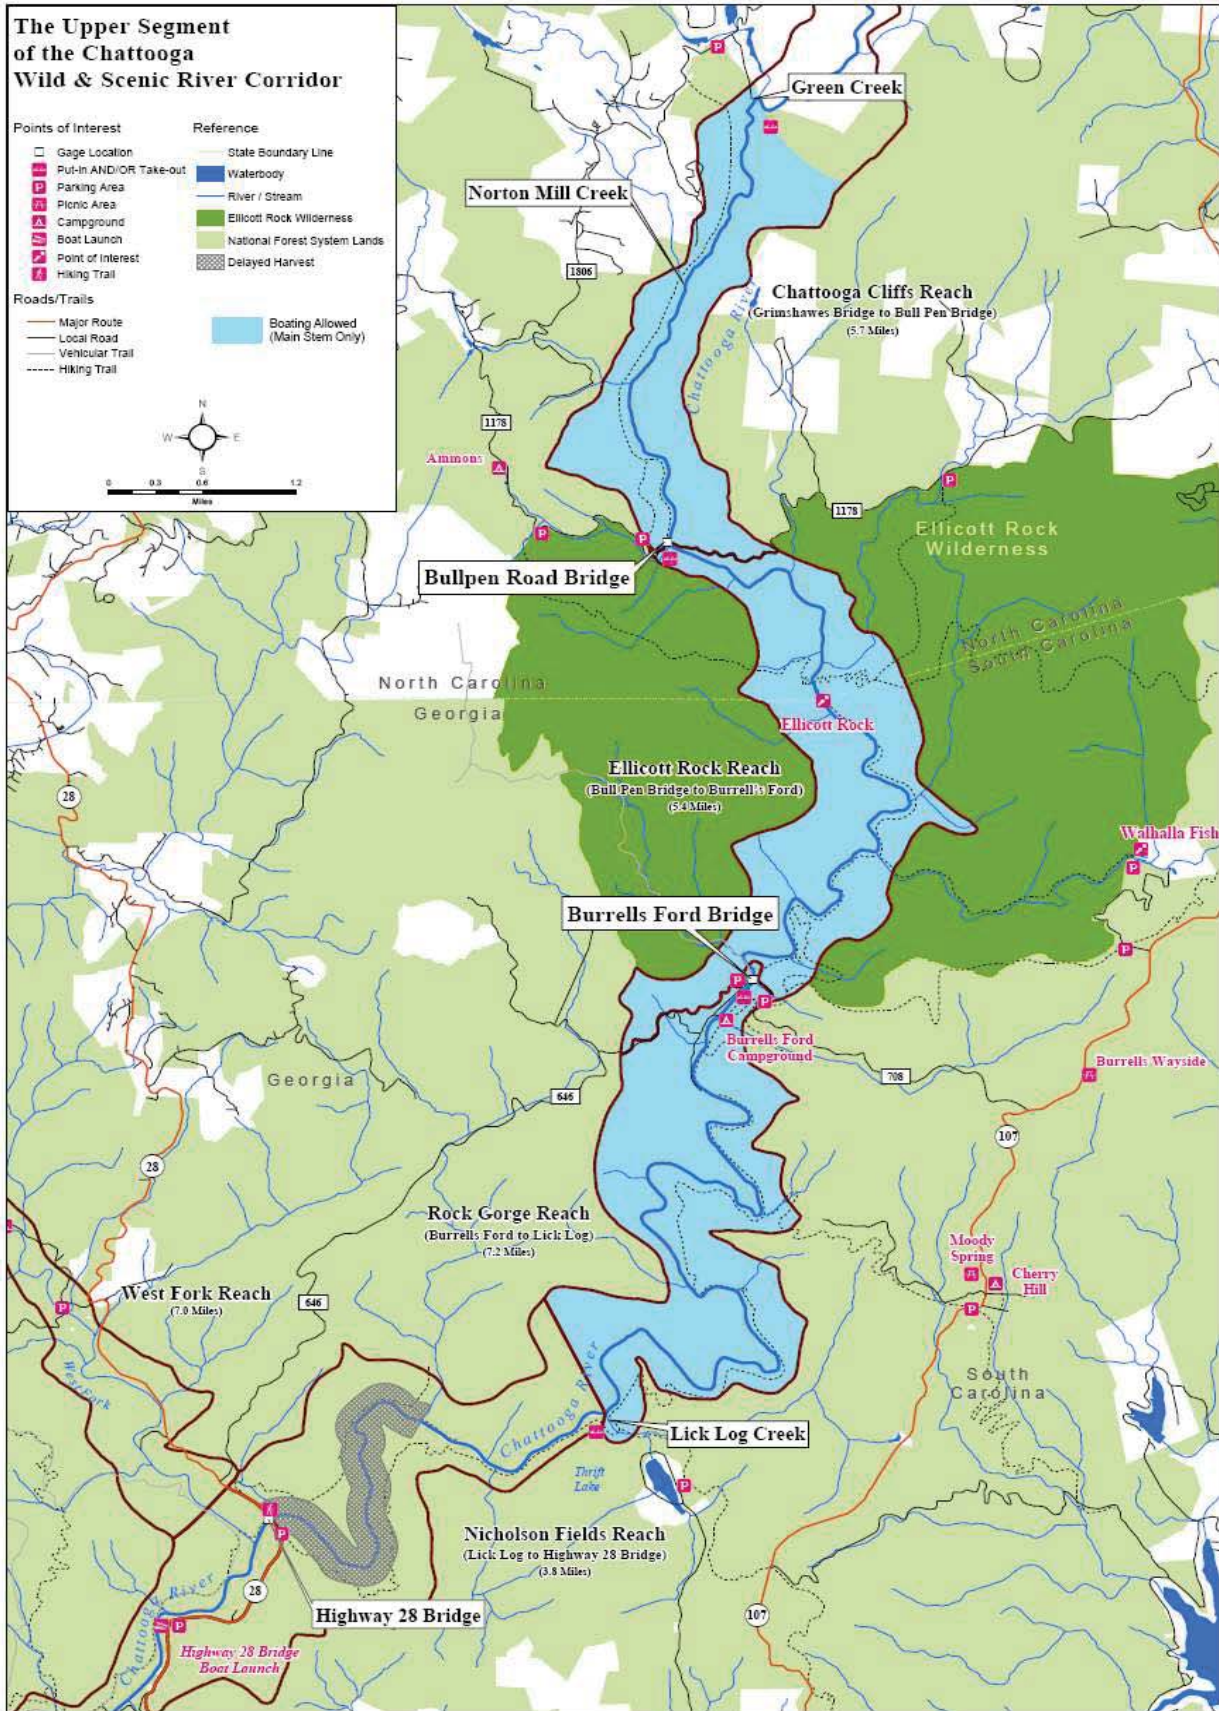 The Upper Segment
of the Chattooga
Wild & Scenic River Corridor
Points of Interest
Gage Location
Put-in AND/OR Take-out
Parking Area
Picnic Area
Campground
Boat Launch
Point of Interest
Hiking Trail
Reference
State Boundary Line
Waterbody
River / Stream
Ellicott Rock Wilderness
National Forest System Lands
Delayed Harvest
Roads/Trails
Major Route
Local Road
Vehicular Trail
Hiking Trail
Boating Allowed
(Main Stem Only)
N
W E
S
0 0.3 0.6 1.2
Miles
P
Green Creek
Norton Mill Creek
1806
Chattooga Cliffs Reach
(Grimshawes Bridge to Bull Pen Bridge)
(5.7 Miles)
Chattooga River
1178
Ammons
P
P
P
1178
Ellicott Rock
Wilderness
Bullpen Road Bridge
North Carolina
South Carolina
North Carolina
Georgia
Ellicott Rock
28
Ellicott Rock Reach
(Bull Pen Bridge to Burrell's Ford)
(5.4 Miles)
Walhalla Fish
P
Burrells Ford Bridge
P
P
P
Burrells Ford
Campground
Georgia
646
708
Burrells Wayside
107
28
Rock Gorge Reach
(Burrells Ford to Lick Log)
(7.2 Miles)
Moody
Spring
Cherry
Hill
P
West Fork Reach
(7.0 Miles)
P
646
West Fork
South
Carolina
Chattooga River
Lick Log Creek
Thrift
Lake
P
Nicholson Fields Reach
(Lick Log to Highway 28 Bridge)
(3.8 Miles)
P
28
Highway 28 Bridge
107
Chattooga River
P
Highway 28 Bridge
Boat Launch